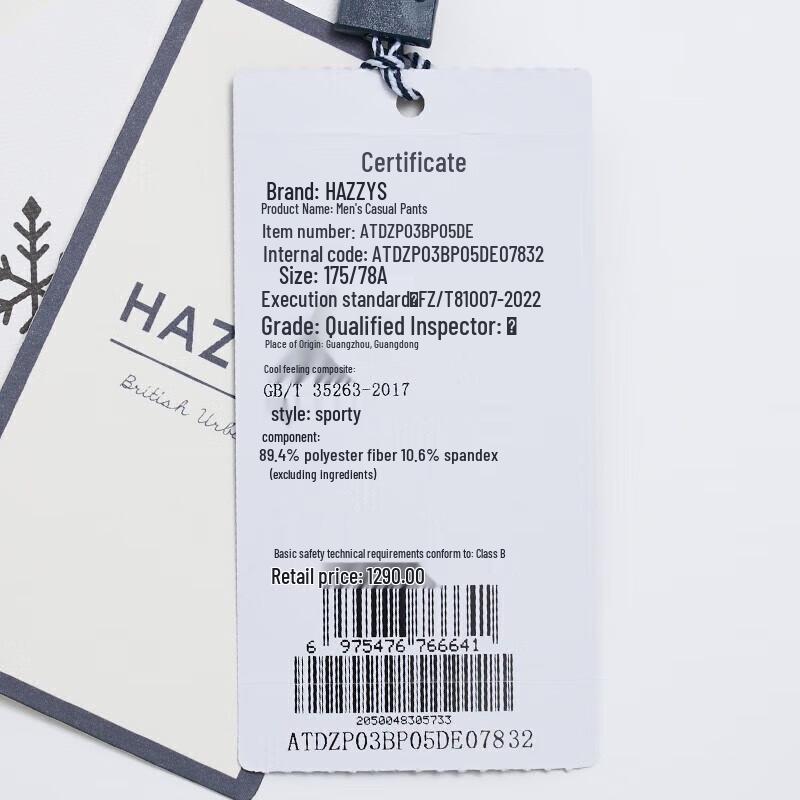 Certificate
Brand: HAZZYS
Product Name: Men's Casual Pants
Item number: ATDZP03BP05DE
Internal code: ATDZP03BP05DE07832
Size: 175/78A
Execution standard FZ/T81007-2022
Grade: Qualified Inspector:
Place of Origin: Guangzhou, Guangdong
Cool feeling composite:
GB/T 35263-2017
style: sporty
component:
89.4% polyester fiber 10.6% spandex
(excluding ingredients)
Basic safety technical requirements conform to: Class B
Retail price: 1290.00
6 975476 766641
2050048305733
ATDZP03BP05DE07832
HAZ
British Urb